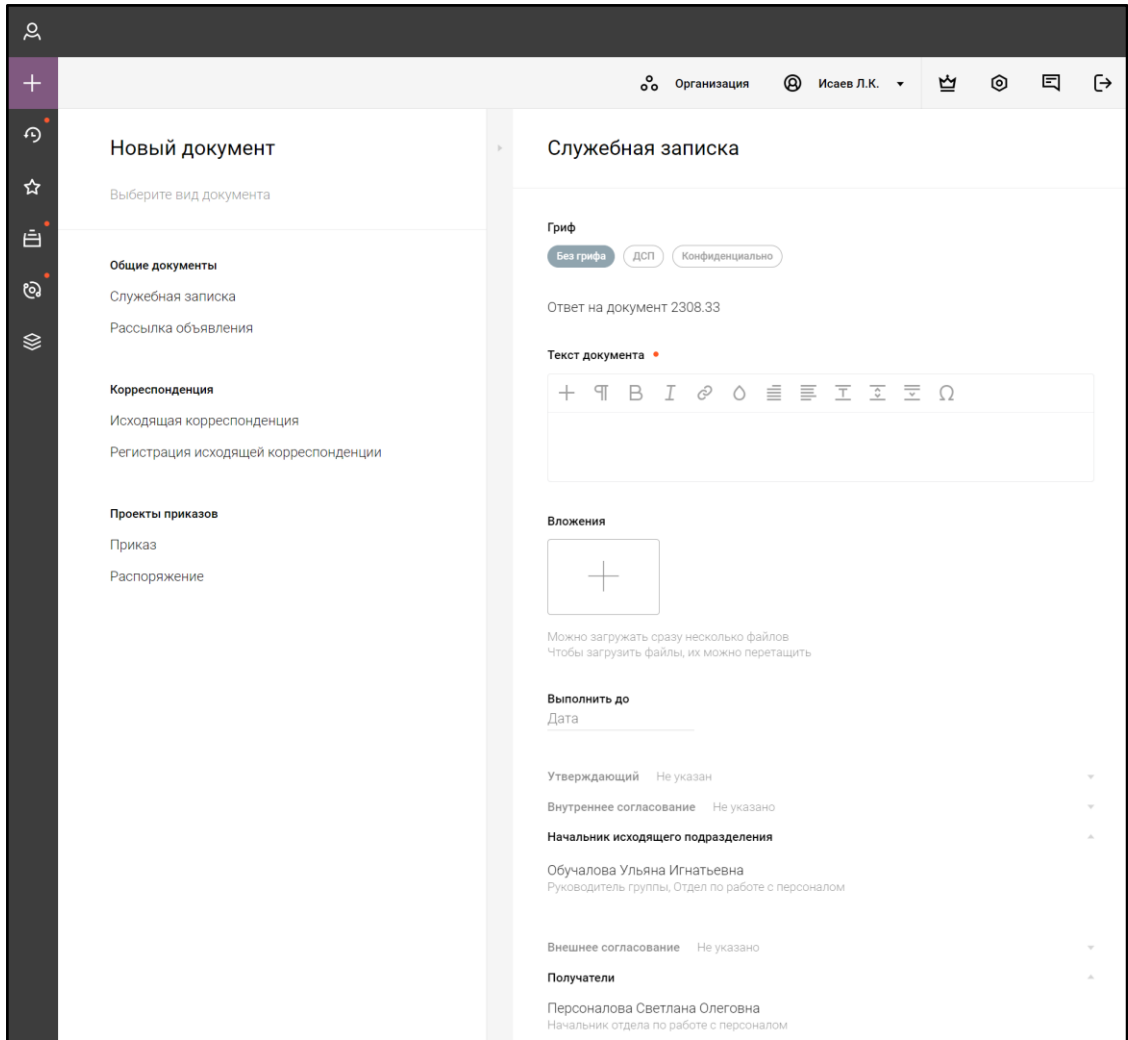 Организация
Исаев Л.К.
Новый документ
Выберите вид документа
Общие документы
Служебная записка
Рассылка объявления
Корреспонденция
Исходящая корреспонденция
Регистрация исходящей корреспонденции
Проекты приказов
Приказ
Распоряжение
Служебная записка
Гриф
Без грифа ДСП Конфиденциально
Ответ на документ 2308.33
Текст документа
Вложения
Можно загружать сразу несколько файлов
Чтобы загрузить файлы, их можно перетащить
Выполнить до
Дата
Утверждающий Не указан
Внутреннее согласование Не указано
Начальник исходящего подразделения
Обучалова Ульяна Игнатьевна
Руководитель группы, Отдел по работе с персоналом
Внешнее согласование Не указано
Получатели
Персоналова Светлана Олеговна
Начальник отдела по работе с персоналом